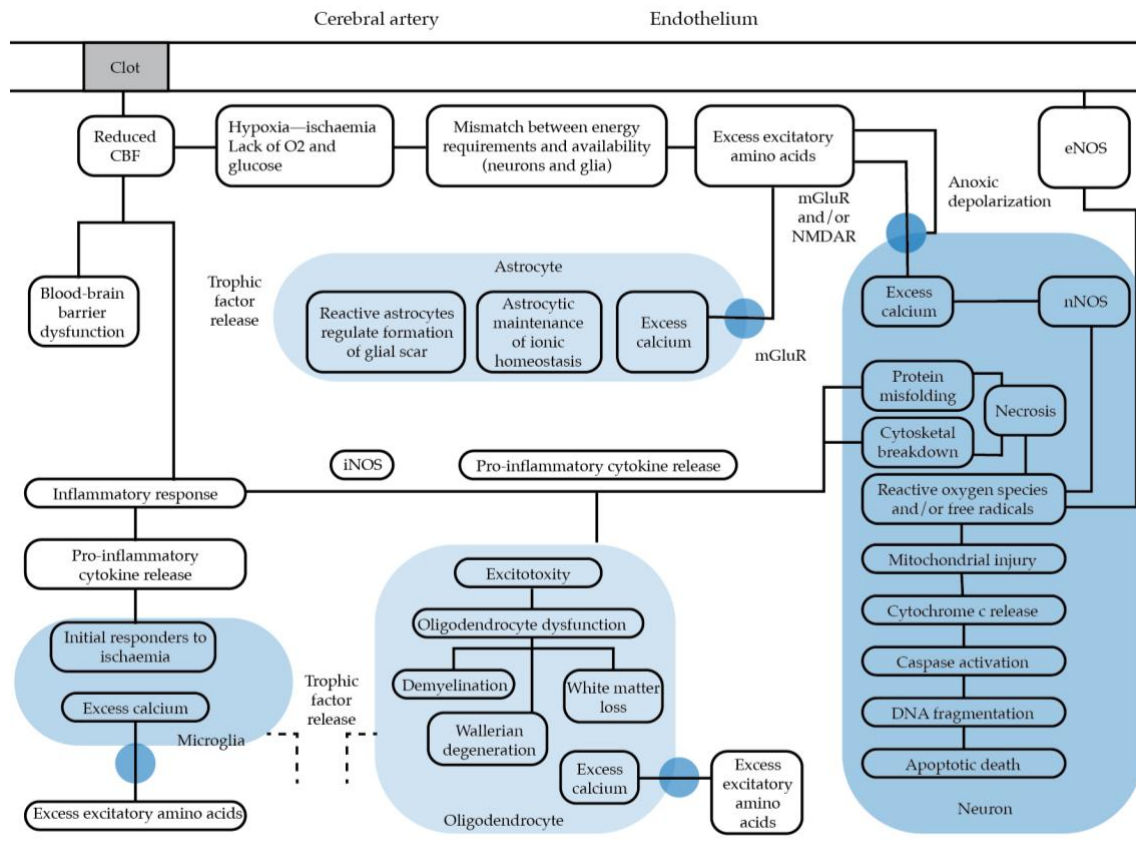 Cerebral artery
Endothelium
Clot
Reduced
CBF
Hypoxia—ischaemia
Lack of O2 and
glucose
Mismatch between energy
requirements and availability
(neurons and glia)
Excess excitatory
amino acids
eNOS
mGluR
and/or
NMDAR
Anoxic
depolarization
Blood-brain
barrier
dysfunction
Trophic
factor
release
Astrocyte
Reactive astrocytes
regulate formation
of glial scar
Astrocytic
maintenance
of ionic
homeostasis
Excess
calcium
mGluR
Excess
calcium
nNOS
Protein
misfolding
Necrosis
Cytosketal
breakdown
iNOS
Pro-inflammatory cytokine release
Inflammatory response
Reactive oxygen species
and/or free radicals
Pro-inflammatory
cytokine release
Initial responders to
ischaemia
Excess calcium
Microglia
Excess excitatory amino acids
Trophic
factor
release
Excitotoxity
Oligodendrocyte dysfunction
Demyelination
White matter
loss
Wallerian
degeneration
Excess
calcium
Excess
excitatory
amino
acids
Oligodendrocyte
Mitochondrial injury
Cytochrome c release
Caspase activation
DNA fragmentation
Apoptotic death
Neuron